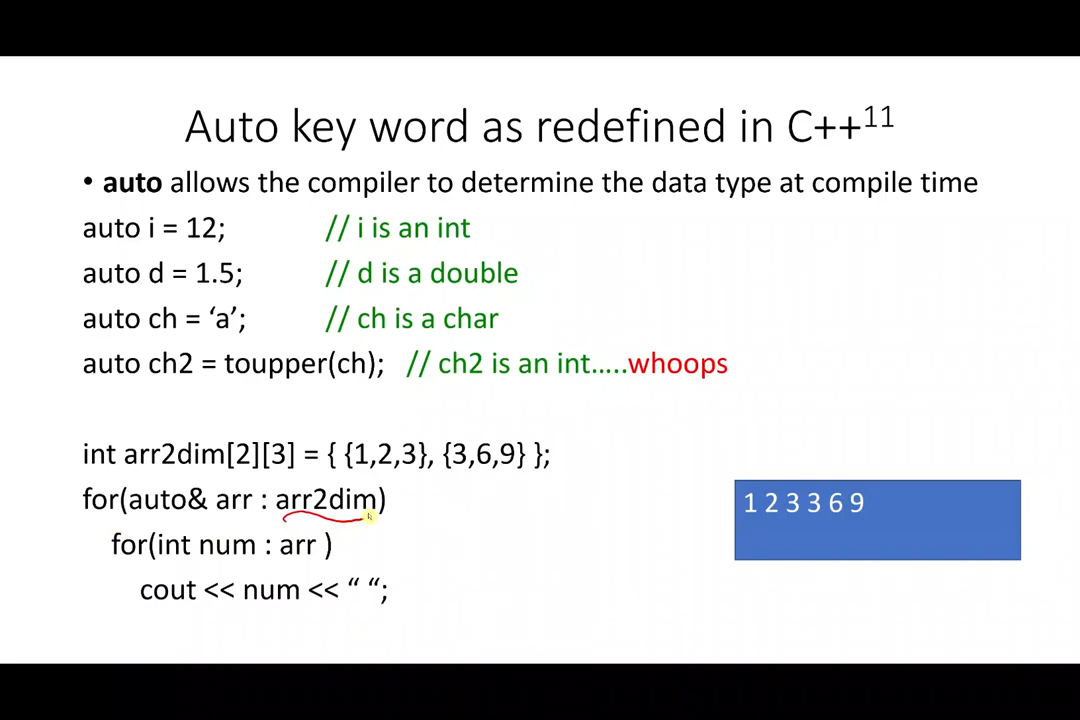 Auto key word as redefined in C++11
• auto allows the compiler to determine the data type at compile time
auto i = 12; // i is an int
auto d = 1.5; // d is a double
auto ch = ‘a’; // ch is a char
auto ch2 = toupper(ch); // ch2 is an int…..whoops
int arr2dim[2][3] = { {1,2,3}, {3,6,9} };
for(auto& arr : arr2dim)
for(int num : arr )
cout << num << “ “;
1 2 3 3 6 9